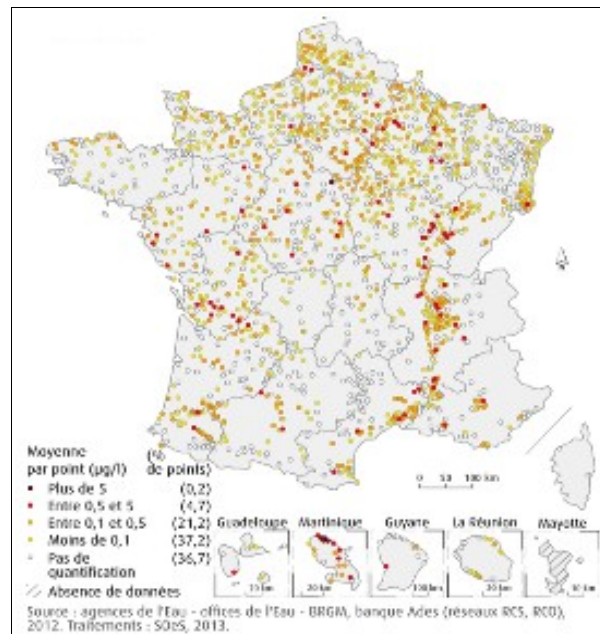 Moyenne (%
par point (µg/l) de points)
Plus de 5 (0,2)
Entre 0,5 et 5 (4,7)
Entre 0,1 et 0,5 (21,2)
Moins de 0,1 (37,2)
Pas de (36,7)
quantification
Absence de données
0 50 100 km
Guadeloupe Martinique Guyane La Réunion Mayotte
20 km 20 km 100 km 20 km 10 km
Source : agences de l'Eau - offices de l'Eau - BRGM, banque Ades (réseaux RCS, RCO),
2012. Traitements : SOeS, 2013.